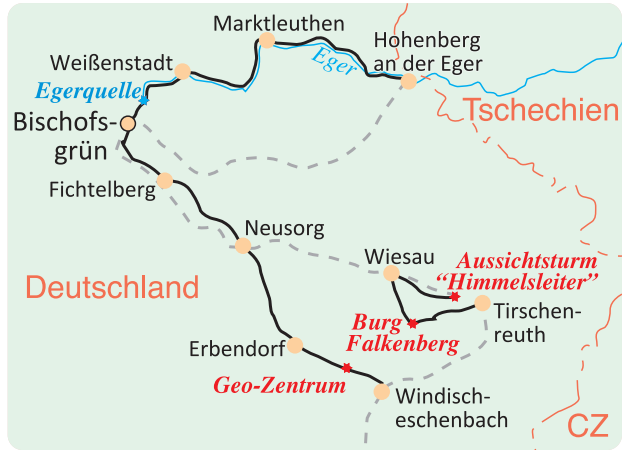 Marktleuthen
Hohenberg
an der Eger
Weißenstadt
Eger
Egerquelle
Tschechien
Bischofs-
grün
Fichtelberg
Neusorg
Wiesau
Aussichtsturm
“Himmelsleiter”
Deutschland
Tirschen-
reuth
Burg
Falkenberg
Erbendorf
Geo-Zentrum
Windisch-
eschenbach
CZ